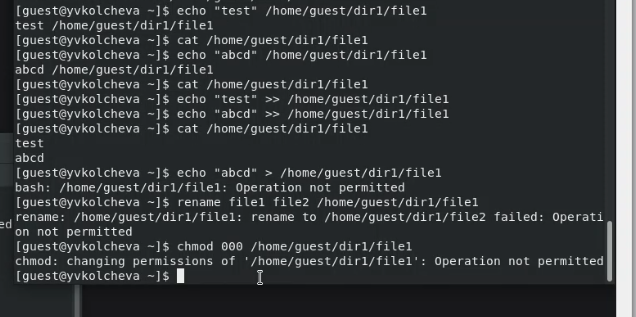 [guest@yvkolcheva ~]$ echo "test" /home/guest/dir1/file1
test /home/guest/dir1/file1
[guest@yvkolcheva ~]$ cat /home/guest/dir1/file1
[guest@yvkolcheva ~]$ echo "abcd" /home/guest/dir1/file1
abcd /home/guest/dir1/file1
[guest@yvkolcheva ~]$ cat /home/guest/dir1/file1
[guest@yvkolcheva ~]$ echo "test" >> /home/guest/dir1/file1
[guest@yvkolcheva ~]$ echo "abcd" >> /home/guest/dir1/file1
[guest@yvkolcheva ~]$ cat /home/guest/dir1/file1
test
abcd
[guest@yvkolcheva ~]$ echo "abcd" > /home/guest/dir1/file1
bash: /home/guest/dir1/file1: Operation not permitted
[guest@yvkolcheva ~]$ rename file1 file2 /home/guest/dir1/file1
rename: /home/guest/dir1/file1: rename to /home/guest/dir1/file2 failed: Operati
on not permitted
[guest@yvkolcheva ~]$ chmod 000 /home/guest/dir1/file1
chmod: changing permissions of '/home/guest/dir1/file1': Operation not permitted
[guest@yvkolcheva ~]$